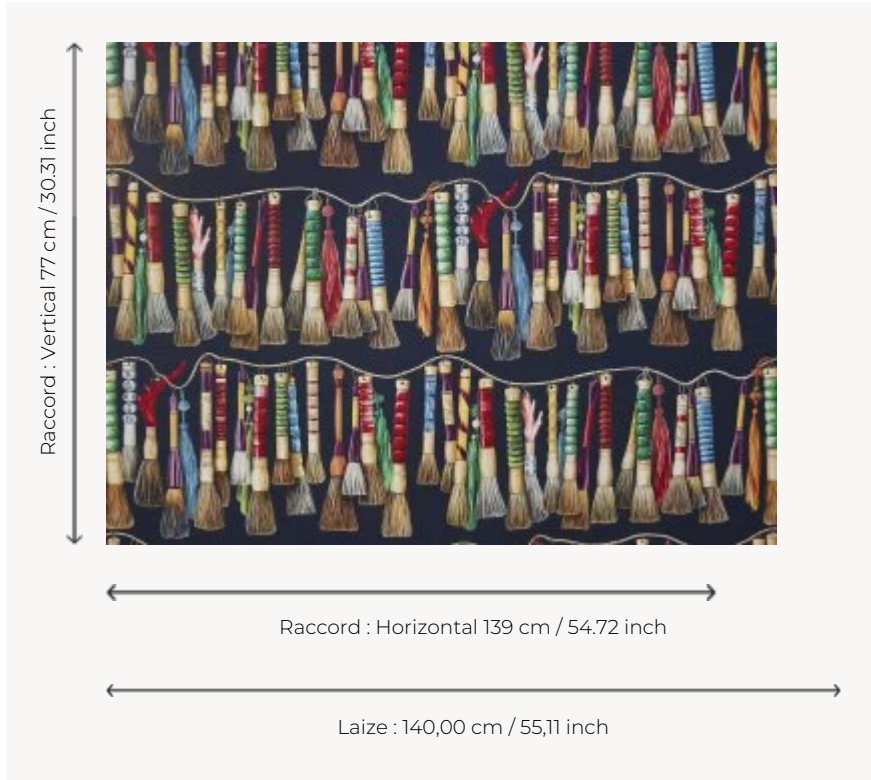 Raccord : Vertical 77 cm / 30.31 inch
Raccord : Horizontal 139 cm / 54.72 inch
Laize : 140,00 cm / 55,11 inch